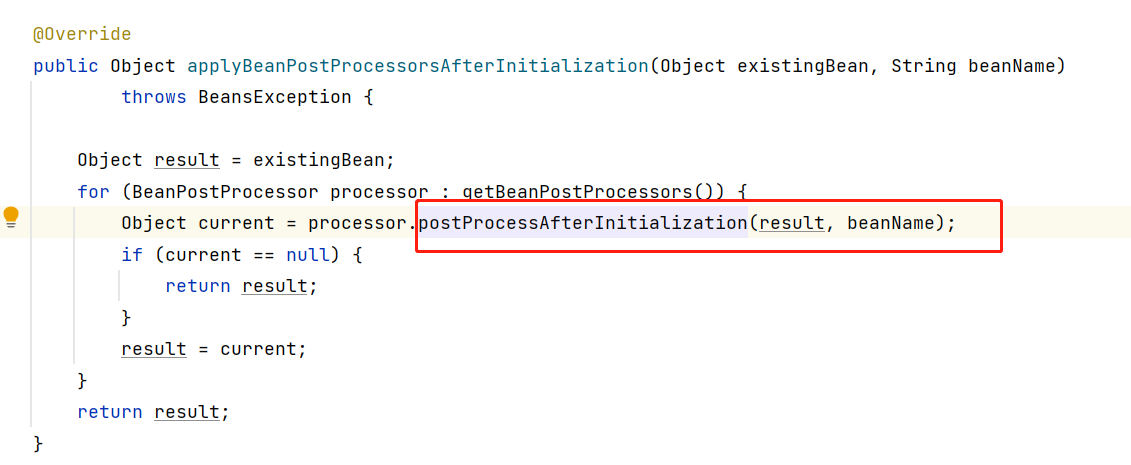 @Override
public Object applyBeanPostProcessorsAfterInitialization(Object existingBean, String beanName)
throws BeansException {
Object result = existingBean;
for (BeanPostProcessor processor : getBeanPostProcessors()) {
Object current = processor.postProcessAfterInitialization(result, beanName);
if (current == null) {
return result;
}
result = current;
}
return result;
}